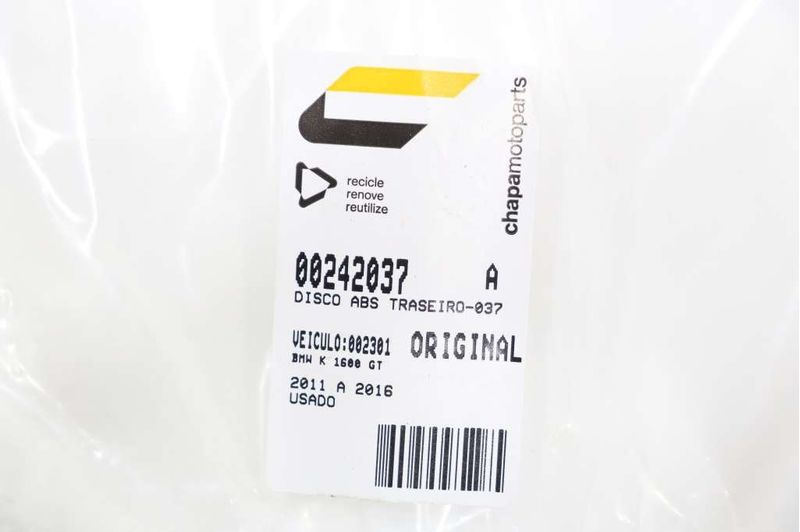 chapamotoparts
recicle
renove
reutilize
00242037 A
DISCO ABS TRASEIRO-037
VEICULO:002301 ORIGINAL
BMW K 1600 GT
2011 A 2016
USADO